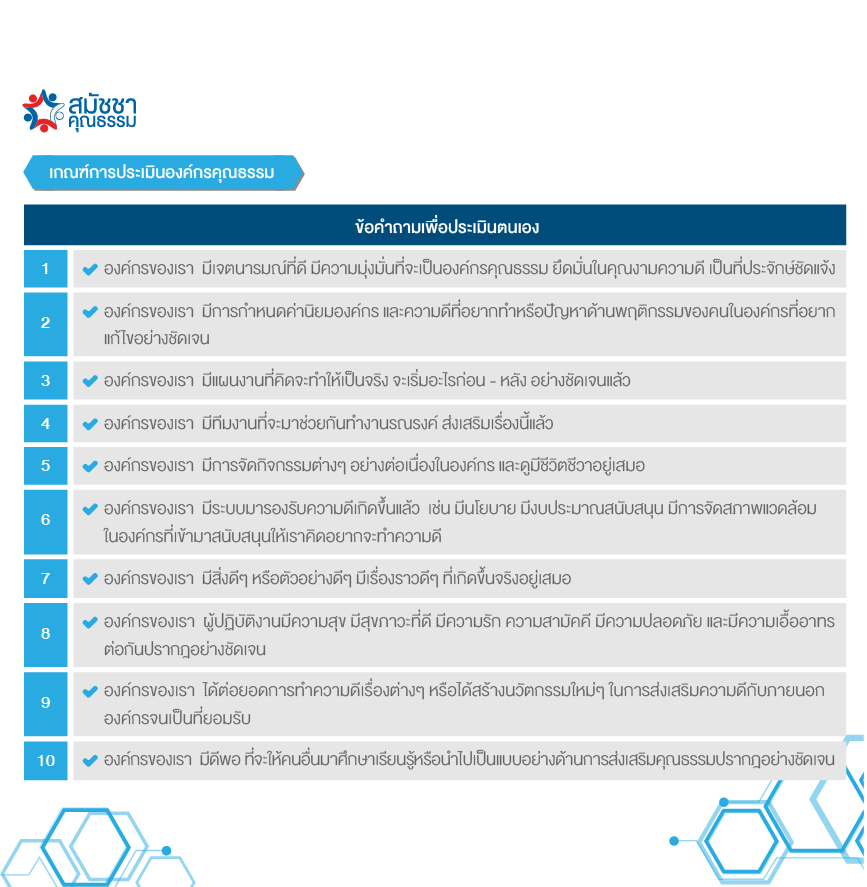 สมัชชา
คุณธรรม
เกณฑ์การประเมินองค์กรคุณธรรม
ข้อคำถามเพื่อประเมินตนเอง
1 องค์กรของเรา มีเจตนารมณ์ที่ดี มีความมุ่งมั่นที่จะเป็นองค์กรคุณธรรม ยึดมั่นในคุณงามความดี เป็นที่ประจักษ์ชัดแจ้ง
2 องค์กรของเรา มีการกำหนดค่านิยมองค์กร และความดีที่อยากทำหรือปัญหาด้านพฤติกรรมของคนในองค์กรที่อยาก
แก้ไขอย่างชัดเจน
3 องค์กรของเรา มีแผนงานที่คิดจะทำให้เป็นจริง จะเริ่มอะไรก่อน - หลัง อย่างชัดเจนแล้ว
4 องค์กรของเรา มีทีมงานที่จะมาช่วยกันทำงานรณรงค์ ส่งเสริมเรื่องนี้แล้ว
5 องค์กรของเรา มีการจัดกิจกรรมต่างๆ อย่างต่อเนื่องในองค์กร และดูมีชีวิตชีวาอยู่เสมอ
6 องค์กรของเรา มีระบบมารองรับความดีเกิดขึ้นแล้ว เช่น มีนโยบาย มีงบประมาณสนับสนุน มีการจัดสภาพแวดล้อม
ในองค์กรที่เข้ามาสนับสนุนให้เราคิดอยากจะทำความดี
7 องค์กรของเรา มีสิ่งดีๆ หรือตัวอย่างดีๆ มีเรื่องราวดีๆ ที่เกิดขึ้นจริงอยู่เสมอ
8 องค์กรของเรา ผู้ปฏิบัติงานมีความสุข มีสุขภาวะที่ดี มีความรัก ความสามัคคี มีความปลอดภัย และมีความเอื้ออาทร
ต่อกันปรากฏอย่างชัดเจน
9 องค์กรของเรา ได้ต่อยอดการทำความดีเรื่องต่างๆ หรือได้สร้างนวัตกรรมใหม่ๆ ในการส่งเสริมความดีกับภายนอก
องค์กรจนเป็นที่ยอมรับ
10 องค์กรของเรา มีดีพอ ที่จะให้คนอื่นมาศึกษาเรียนรู้หรือนำไปเป็นแบบอย่างด้านการส่งเสริมคุณธรรมปรากฏอย่างชัดเจน